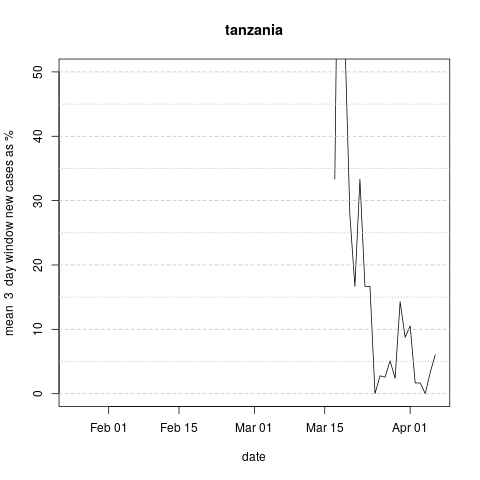 tanzania
mean 3 day window new cases as %
50
40
30
20
10
0
Feb 01
Feb 15
Mar 01
Mar 15
Apr 01
date